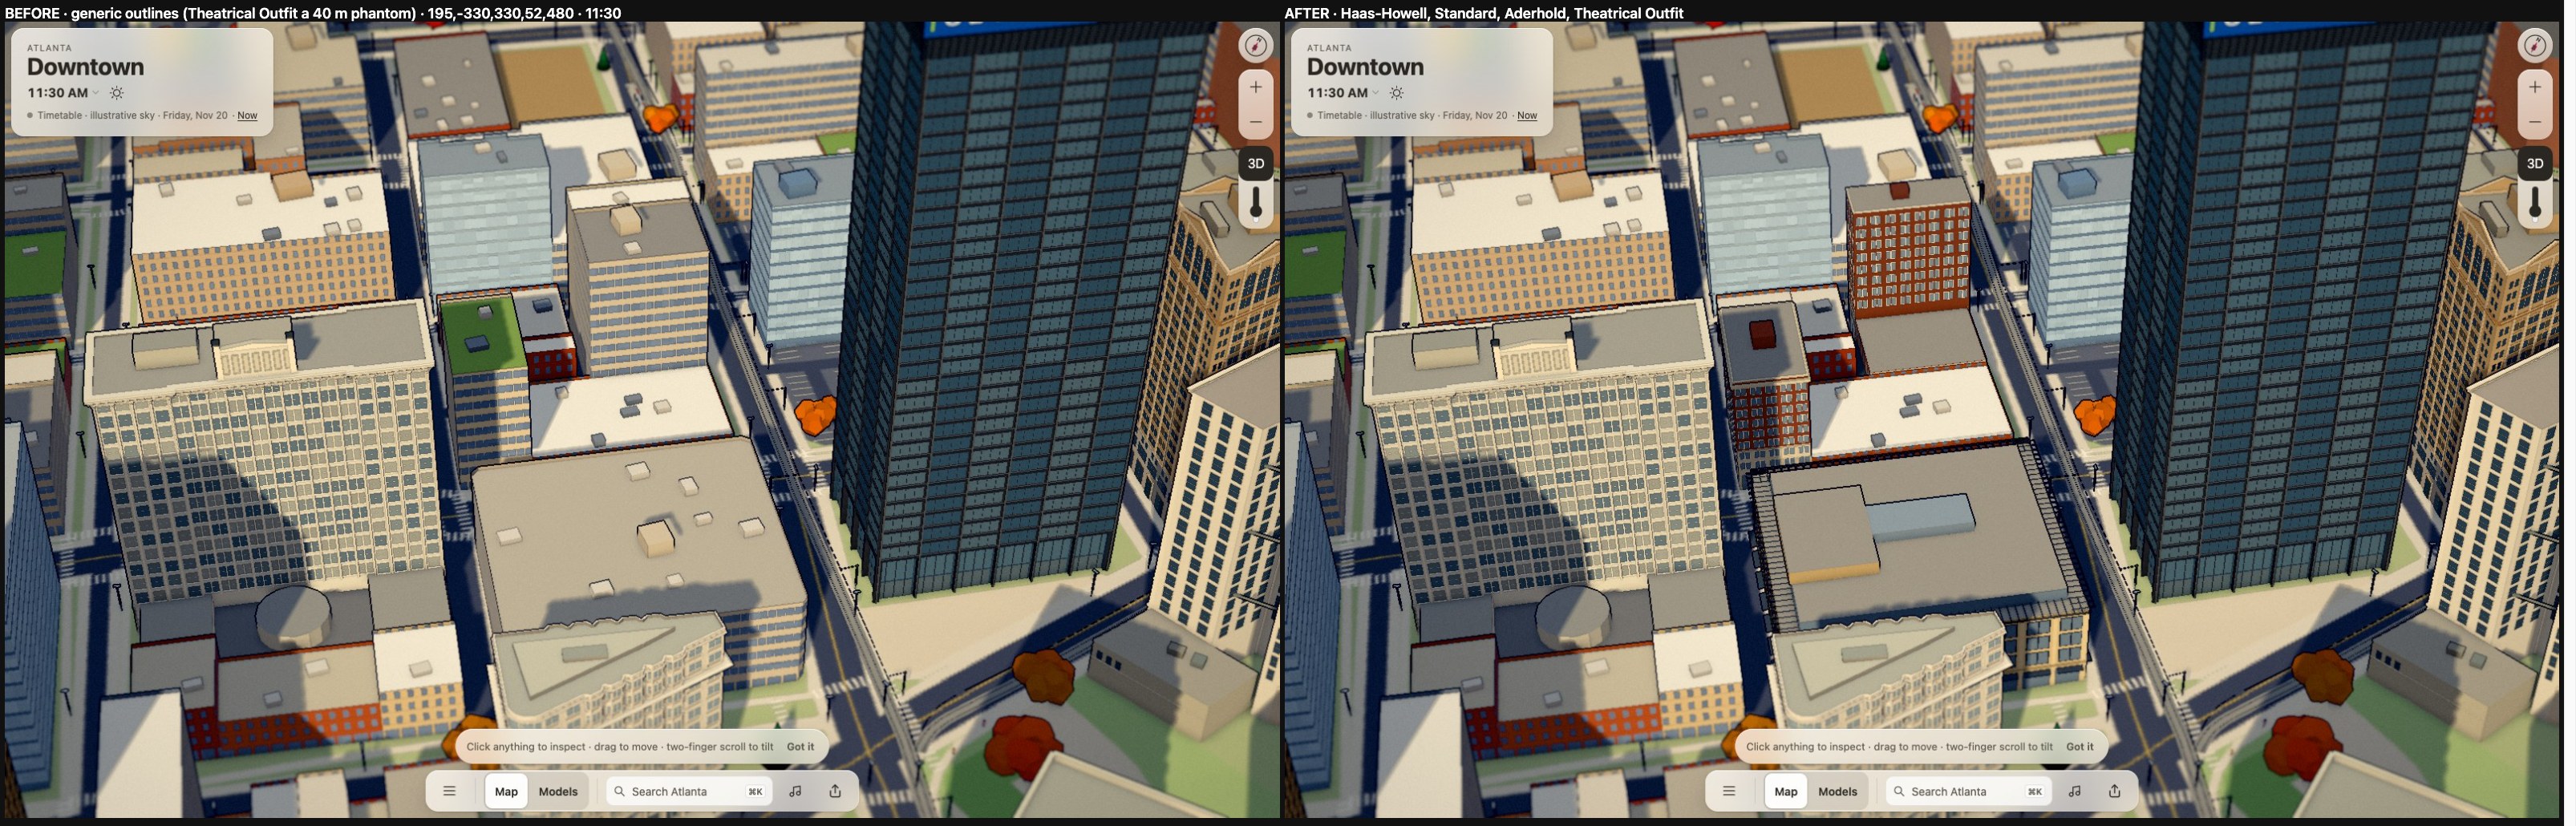 BEFORE · generic outlines (Theatrical Outfit a 40 m phantom) · 195,-330,330,52,480 · 11:30
ATLANTA
Downtown
11:30 AM
Timetable · illustrative sky · Friday, Nov 20 · Now
+
−
3D
Click anything to inspect · drag to move · two-finger scroll to tilt Got it
Map Models Search Atlanta ⌘K
AFTER · Haas-Howell, Standard, Aderhold, Theatrical Outfit
ATLANTA
Downtown
11:30 AM
Timetable · illustrative sky · Friday, Nov 20 · Now
+
−
3D
Click anything to inspect · drag to move · two-finger scroll to tilt Got it
Map Models Search Atlanta ⌘K